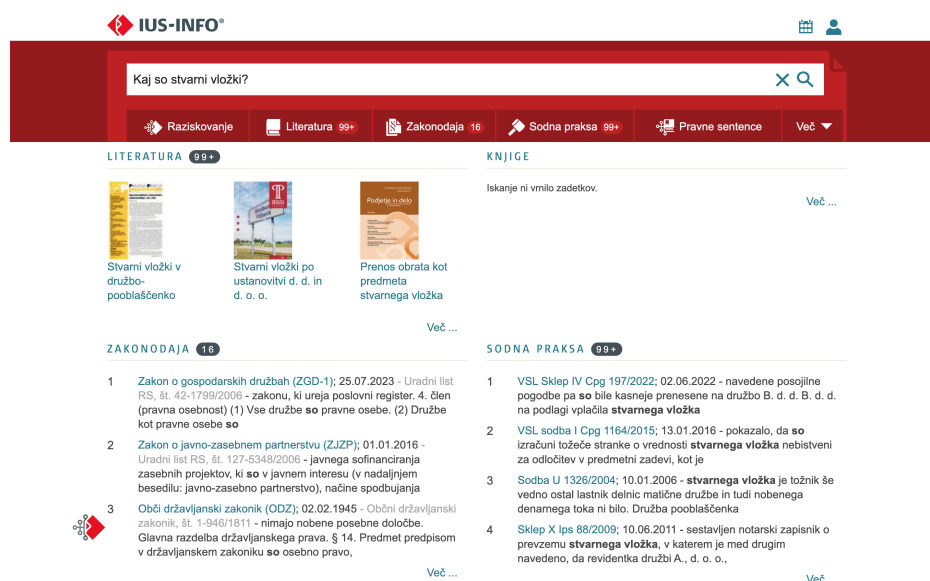 IUS-INFO®
Kaj so stvarni vložki?
Raziskovanje
Literatura 99+
Zakonodaja 16
Sodna praksa 99+
Pravne sentence
Več
LITERATURA 99+
Stvarni vložki v
družbo-
pooblaščenko
Stvarni vložki po
ustanovitvi d. d. in
d. o. o.
Podjetje in delo
Prenos obrata kot
predmeta
stvarnega vložka
Več ...
KNJIGE
Iskanje ni vrnilo zadetkov.
Več ...
ZAKONODAJA 16
1 Zakon o gospodarskih družbah (ZGD-1); 25.07.2023 - Uradni list
RS, št. 42-1799/2006 - zakonu, ki ureja poslovni register. 4. člen
(pravna osebnost) (1) Vse družbe so pravne osebe. (2) Družbe
kot pravne osebe so
2 Zakon o javno-zasebnem partnerstvu (ZJZP); 01.01.2016 -
Uradni list RS, št. 127-5348/2006 - javnega sofinanciranja
zasebnih projektov, ki so v javnem interesu (v nadaljnjem
besedilu: javno-zasebno partnerstvo), načine spodbujanja
3 Obči državljanski zakonik (ODZ); 02.02.1945 - Občni državljanski
zakonik, št. 1-946/1811 - nimajo nobene posebne določbe.
Glavna razdelba državljanskega prava. § 14. Predmet predpisom
v državljanskem zakoniku so osebno pravo,
Več ...
SODNA PRAKSA 99+
1 VSL Sklep IV Cpg 197/2022; 02.06.2022 - navedene posojilne
pogodbe pa so bile kasneje prenesene na družbo B. d. d. B. d. d.
na podlagi vplačila stvarnega vložka
2 VSL sodba I Cpg 1164/2015; 13.01.2016 - pokazalo, da so
izračuni tožeče stranke o vrednosti stvarnega vložka nebistveni
za odločitev v predmetni zadevi, kot je
3 Sodba U 1326/2004; 10.01.2006 - stvarnega vložka je tožnik še
vedno ostal lastnik delnic matične družbe in tudi nobenega
denarnega toka ni bilo. Družba pooblaščenka
4 Sklep X Ips 88/2009; 10.06.2011 - sestavljen notarski zapisnik o
prevzemu stvarnega vložka, v katerem je med drugim
navedeno, da revidentka družbi A., d. o. o.,
Več